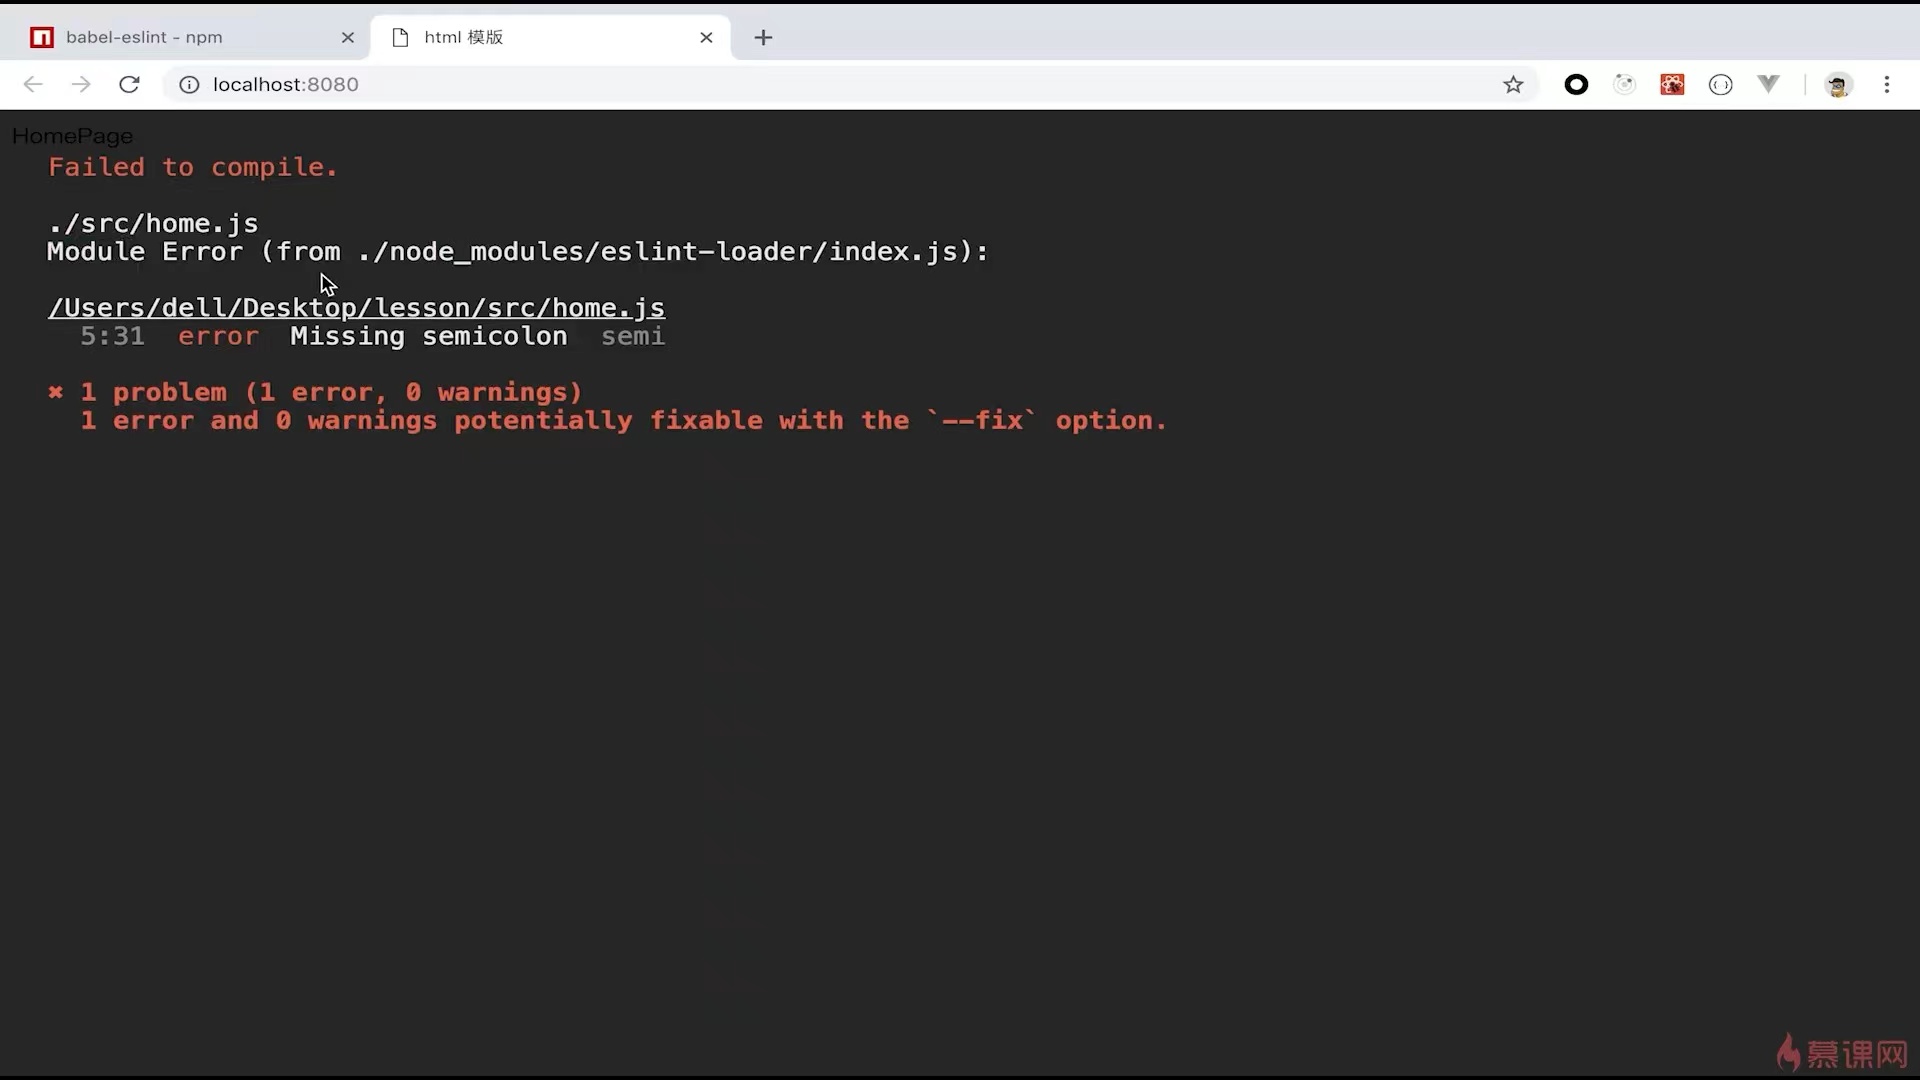 babel-eslint - npm
html 模版
localhost:8080
HomePage
Failed to compile.
./src/home.js
Module Error (from ./node_modules/eslint-loader/index.js):
/Users/dell/Desktop/lesson/src/home.js
5:31  error  Missing semicolon  semi
✖ 1 problem (1 error, 0 warnings)
1 error and 0 warnings potentially fixable with the `--fix` option.
慕课网